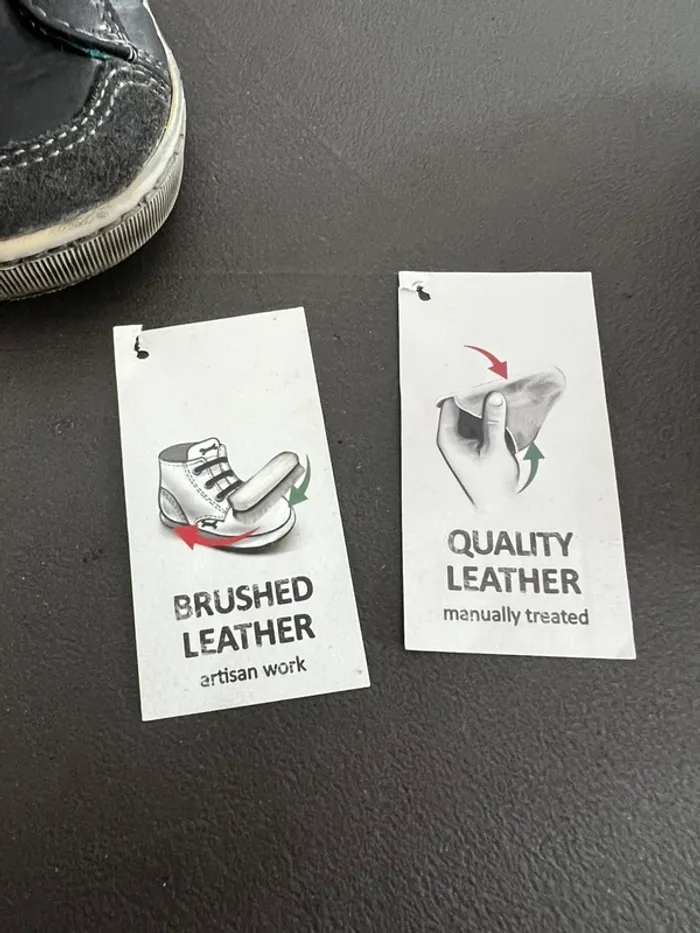 BRUSHED
LEATHER
artisan work
QUALITY
LEATHER
manually treated